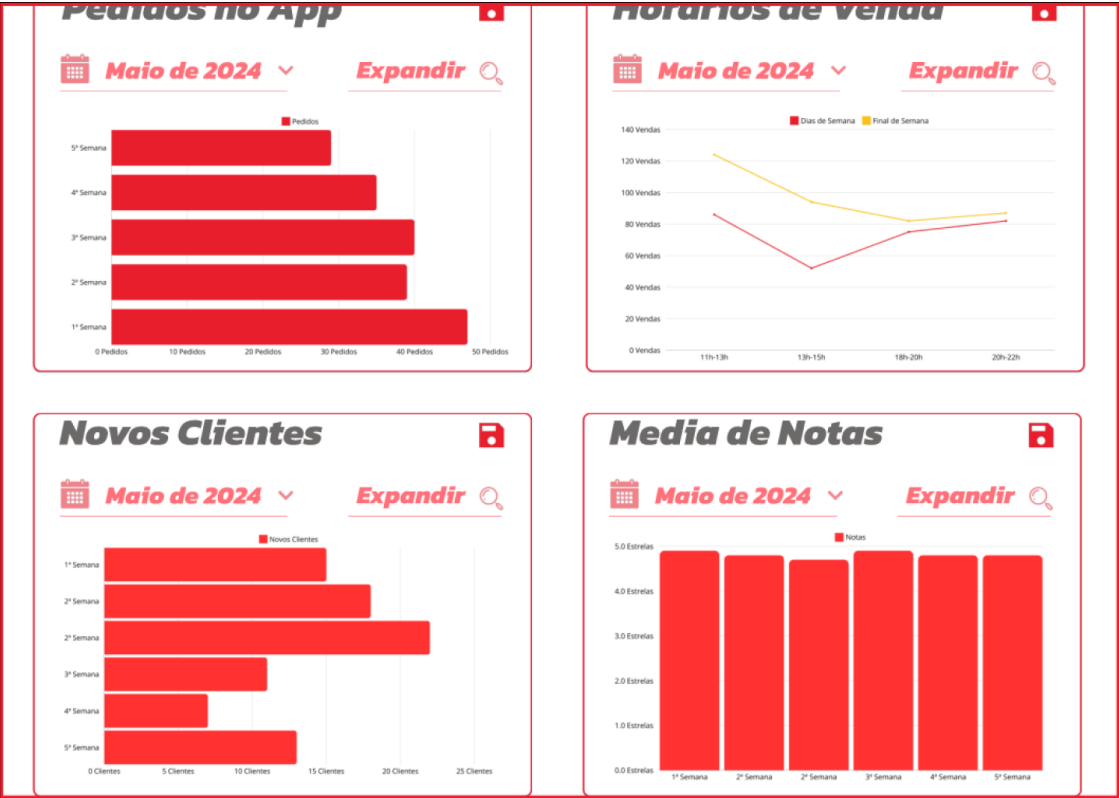 Pedidos no App
Maio de 2024
Expandir
Pedidos
5ª Semana
4ª Semana
3ª Semana
2ª Semana
1ª Semana
0 Pedidos
10 Pedidos
20 Pedidos
30 Pedidos
40 Pedidos
50 Pedidos
Horários de Venda
Maio de 2024
Expandir
Dias de Semana
Final de Semana
140 Vendas
120 Vendas
100 Vendas
80 Vendas
60 Vendas
40 Vendas
20 Vendas
0 Vendas
11h-13h
13h-15h
18h-20h
20h-22h
Novos Clientes
Maio de 2024
Expandir
Novos Clientes
1ª Semana
2ª Semana
2ª Semana
3ª Semana
4ª Semana
5ª Semana
0 Clientes
5 Clientes
10 Clientes
15 Clientes
20 Clientes
25 Clientes
Media de Notas
Maio de 2024
Expandir
Notas
5.0 Estrelas
4.0 Estrelas
3.0 Estrelas
2.0 Estrelas
1.0 Estrelas
0.0 Estrelas
1ª Semana
2ª Semana
2ª Semana
3ª Semana
4ª Semana
5ª Semana